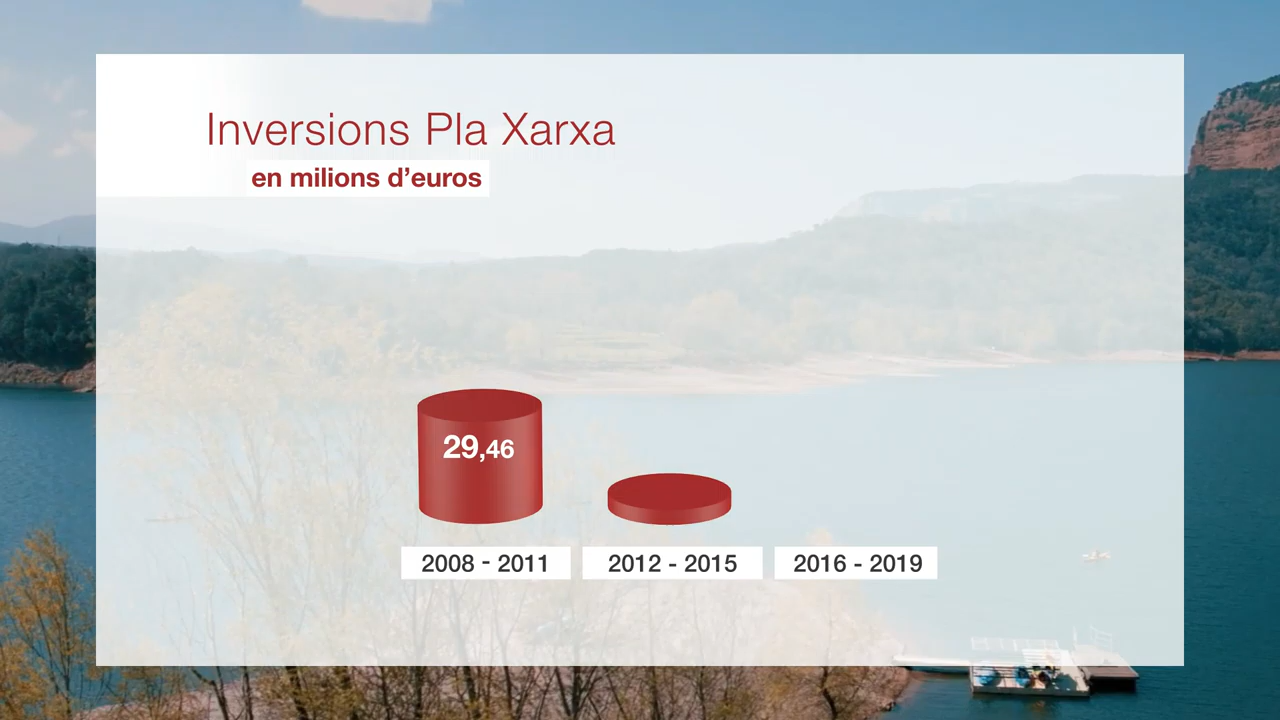 Inversions Pla Xarxa
en milions d’euros
29,46
2008 - 2011
2012 - 2015
2016 - 2019